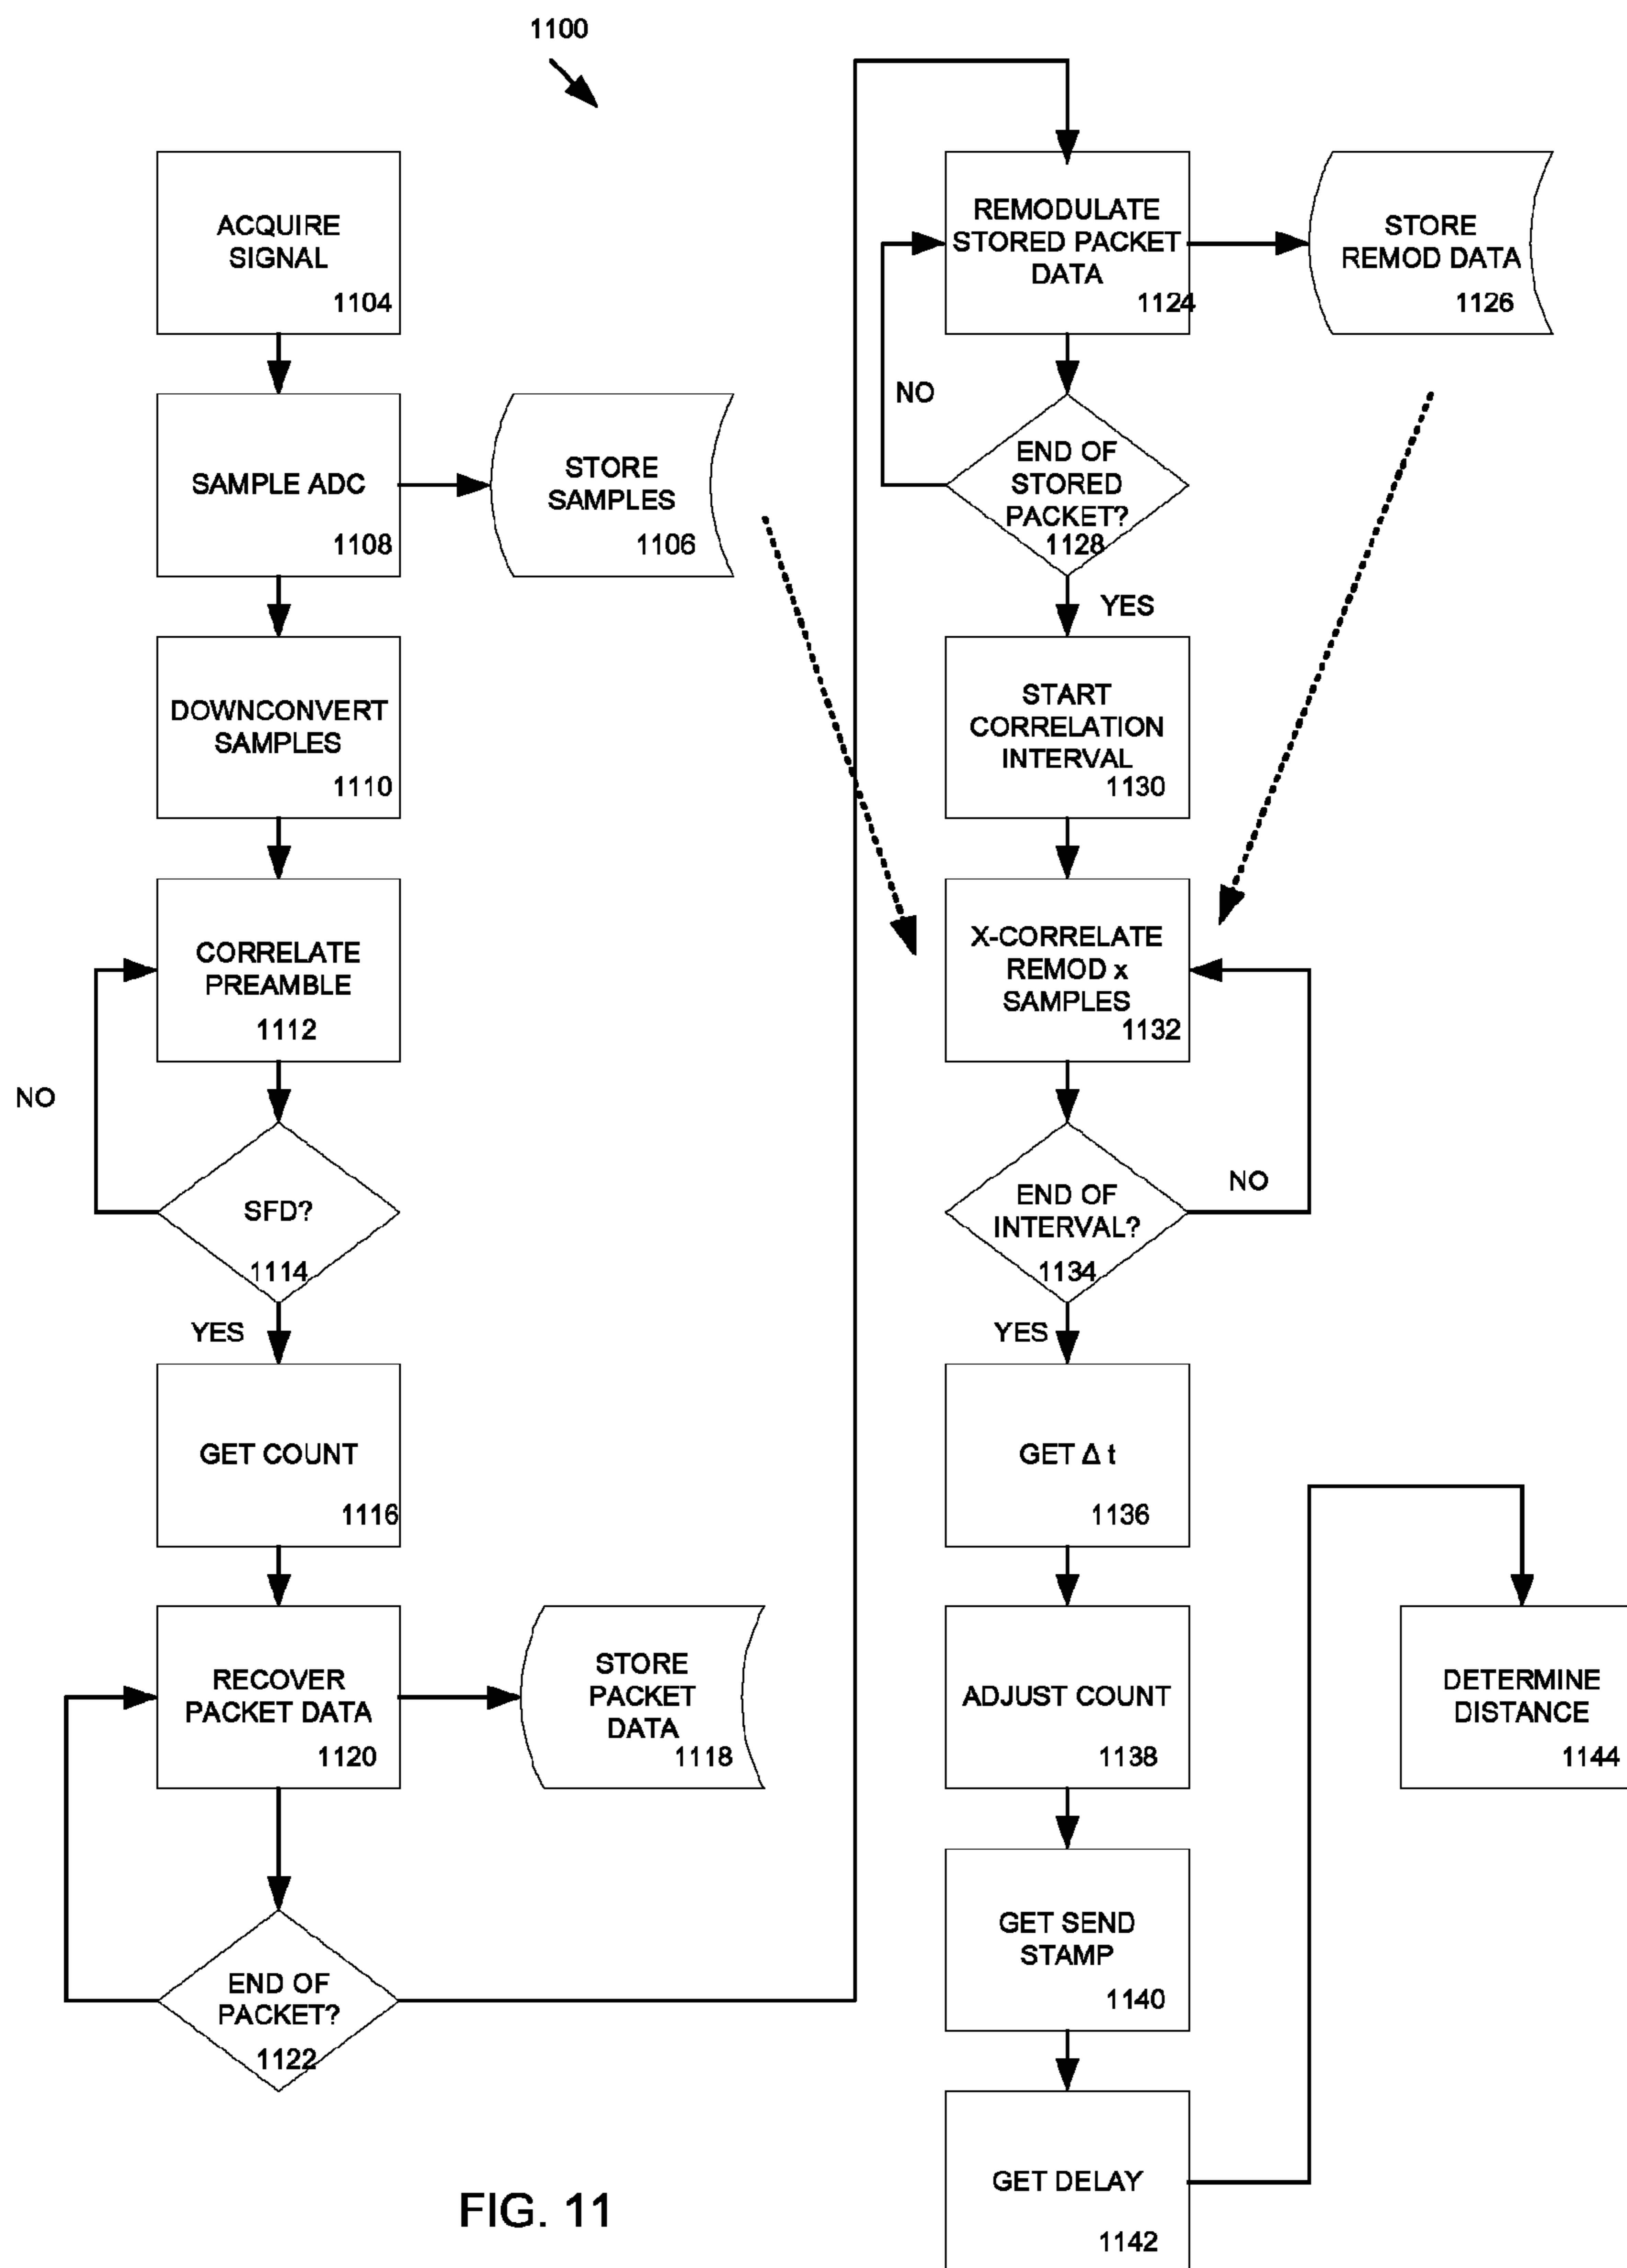 1100
ACQUIRE
SIGNAL
1104
SAMPLE ADC
1108
STORE
SAMPLES
1106
DOWNCONVERT
SAMPLES
1110
CORRELATE
PREAMBLE
1112
NO
SFD?
1114
YES
GET COUNT
1116
RECOVER
PACKET DATA
1120
STORE
PACKET
DATA
1118
END OF
PACKET?
1122
REMODULATE
STORED PACKET
DATA
1124
STORE
REMOD DATA
1126
NO
END OF
STORED
PACKET?
1128
YES
START
CORRELATION
INTERVAL
1130
X-CORRELATE
REMOD x
SAMPLES
1132
END OF
INTERVAL?
1134
NO
YES
GET Δ t
1136
ADJUST COUNT
1138
GET SEND
STAMP
1140
GET DELAY
1142
DETERMINE
DISTANCE
1144
FIG. 11